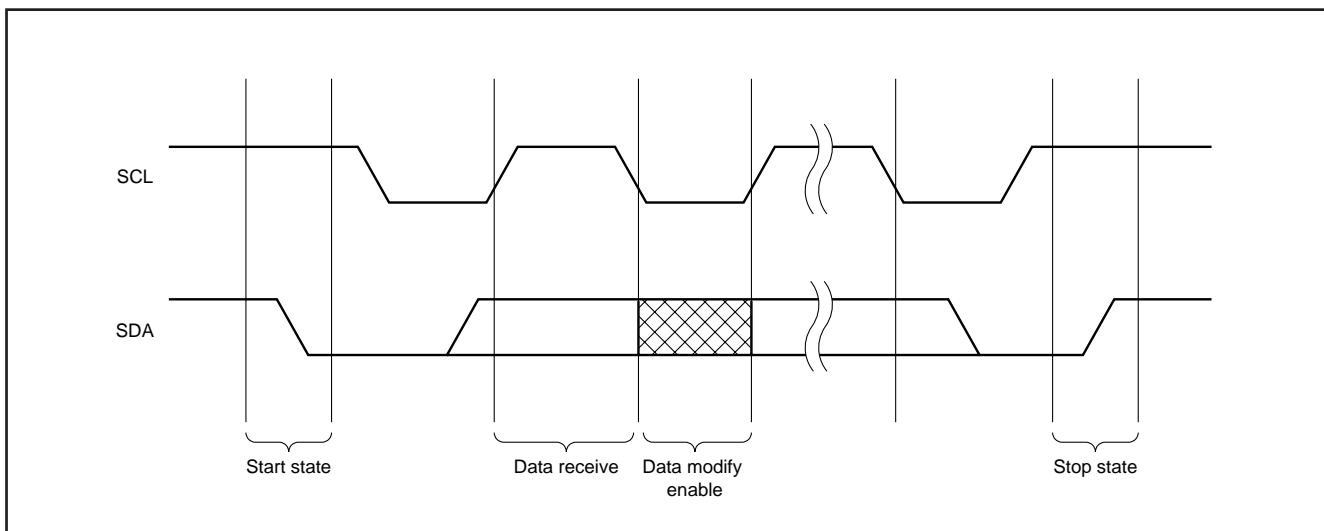 SCL
SDA
Start state
Data receive
Data modify
enable
Stop state